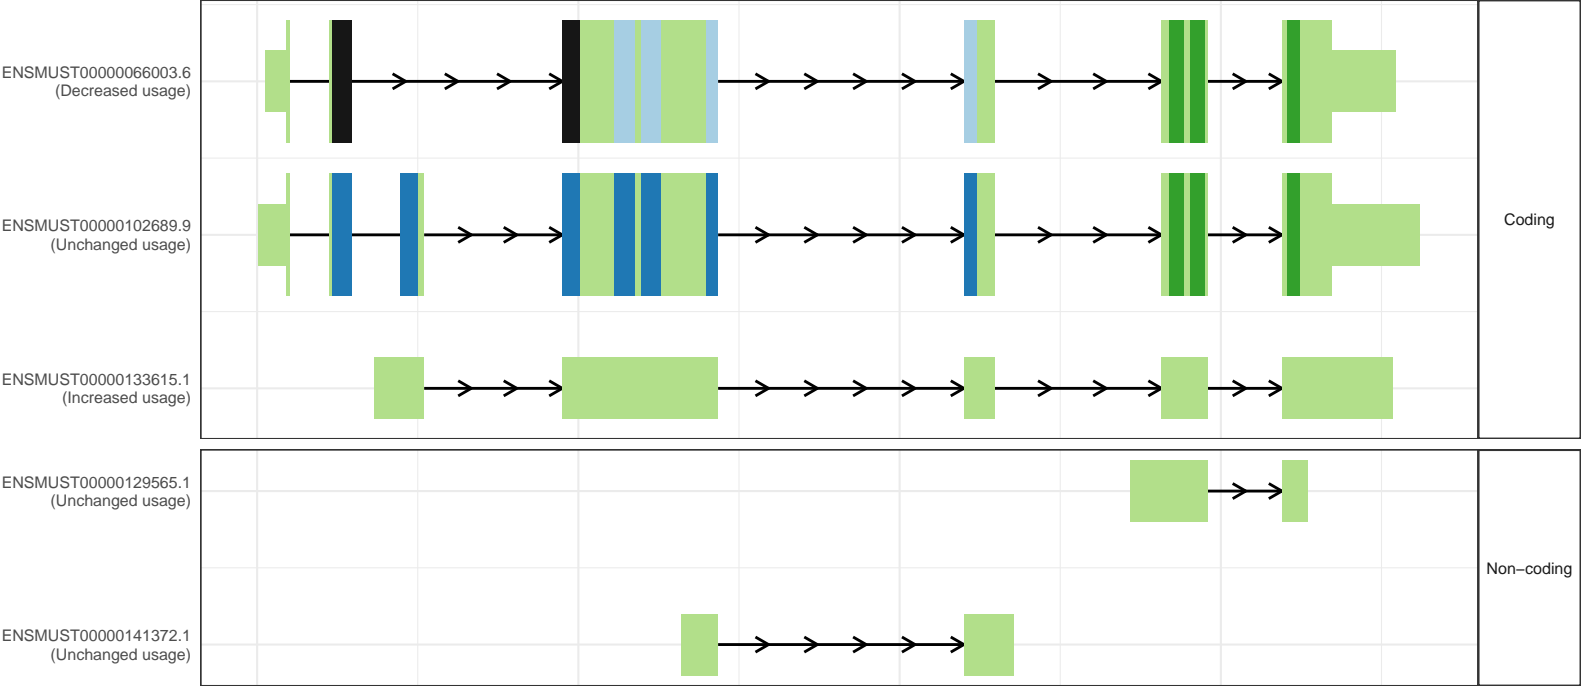 ENSMUST00000066003.6
(Decreased usage)
ENSMUST00000102689.9
(Unchanged usage)
Coding
ENSMUST00000133615.1
(Increased usage)
ENSMUST00000129565.1
(Unchanged usage)
Non−coding
ENSMUST00000141372.1
(Unchanged usage)